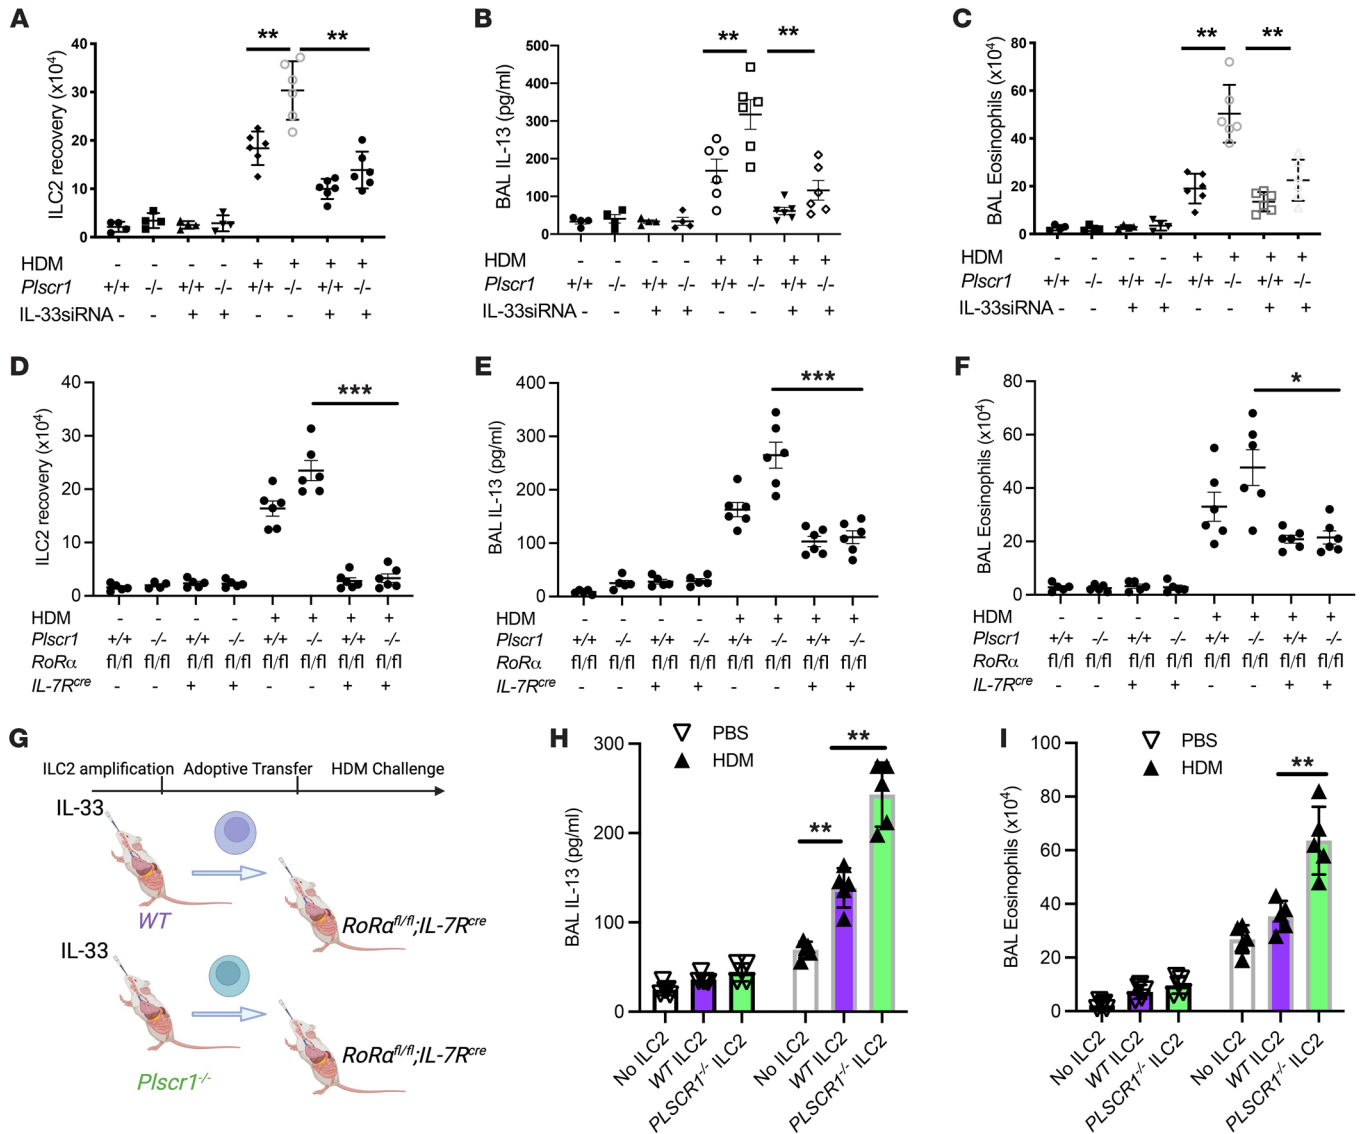 A
ILC2 recovery (x10⁴)
40
30
20
10
0
** **
HDM - - - - + + + +
Plscr1 +/+ -/- +/+ -/- +/+ -/- +/+ -/-
IL-33siRNA - - + + - - + +
B
BAL IL-13 (pg/ml)
500
400
300
200
100
0
** **
HDM - - - - + + + +
Plscr1 +/+ -/- +/+ -/- +/+ -/- +/+ -/-
IL-33siRNA - - + + - - + +
C
BAL Eosinophils (x10⁴)
80
60
40
20
0
** **
HDM - - - - + + + +
Plscr1 +/+ -/- +/+ -/- +/+ -/- +/+ -/-
IL-33siRNA - - + + - - + +
D
ILC2 recovery (x10⁴)
40
30
20
10
0
***
HDM - - - - + + + +
Plscr1 +/+ -/- +/+ -/- +/+ -/- +/+ -/-
RoRα fl/fl fl/fl fl/fl fl/fl fl/fl fl/fl fl/fl fl/fl
IL-7Rcre - - + + - - + +
E
BAL IL-13 (pg/ml)
400
300
200
100
0
***
HDM - - - - + + + +
Plscr1 +/+ -/- +/+ -/- +/+ -/- +/+ -/-
RoRα fl/fl fl/fl fl/fl fl/fl fl/fl fl/fl fl/fl fl/fl
IL-7Rcre - - + + - - + +
F
BAL Eosinophils (x10⁴)
80
60
40
20
0
*
HDM - - - - + + + +
Plscr1 +/+ -/- +/+ -/- +/+ -/- +/+ -/-
RoRα fl/fl fl/fl fl/fl fl/fl fl/fl fl/fl fl/fl fl/fl
IL-7Rcre - - + + - - + +
G
ILC2 amplification Adoptive Transfer HDM Challenge
IL-33
WT
RoRαfl/fl;IL-7Rcre
IL-33
Plscr1-/-
RoRαfl/fl;IL-7Rcre
H
PBS
HDM
BAL IL-13 (pg/ml)
300
200
100
0
** **
No ILC2 WT ILC2 PLSCR1-/- ILC2 No ILC2 WT ILC2 PLSCR1-/- ILC2
I
PBS
HDM
BAL Eosinophils (x10⁴)
100
80
60
40
20
0
**
No ILC2 WT ILC2 PLSCR1-/- ILC2 No ILC2 WT ILC2 PLSCR1-/- ILC2